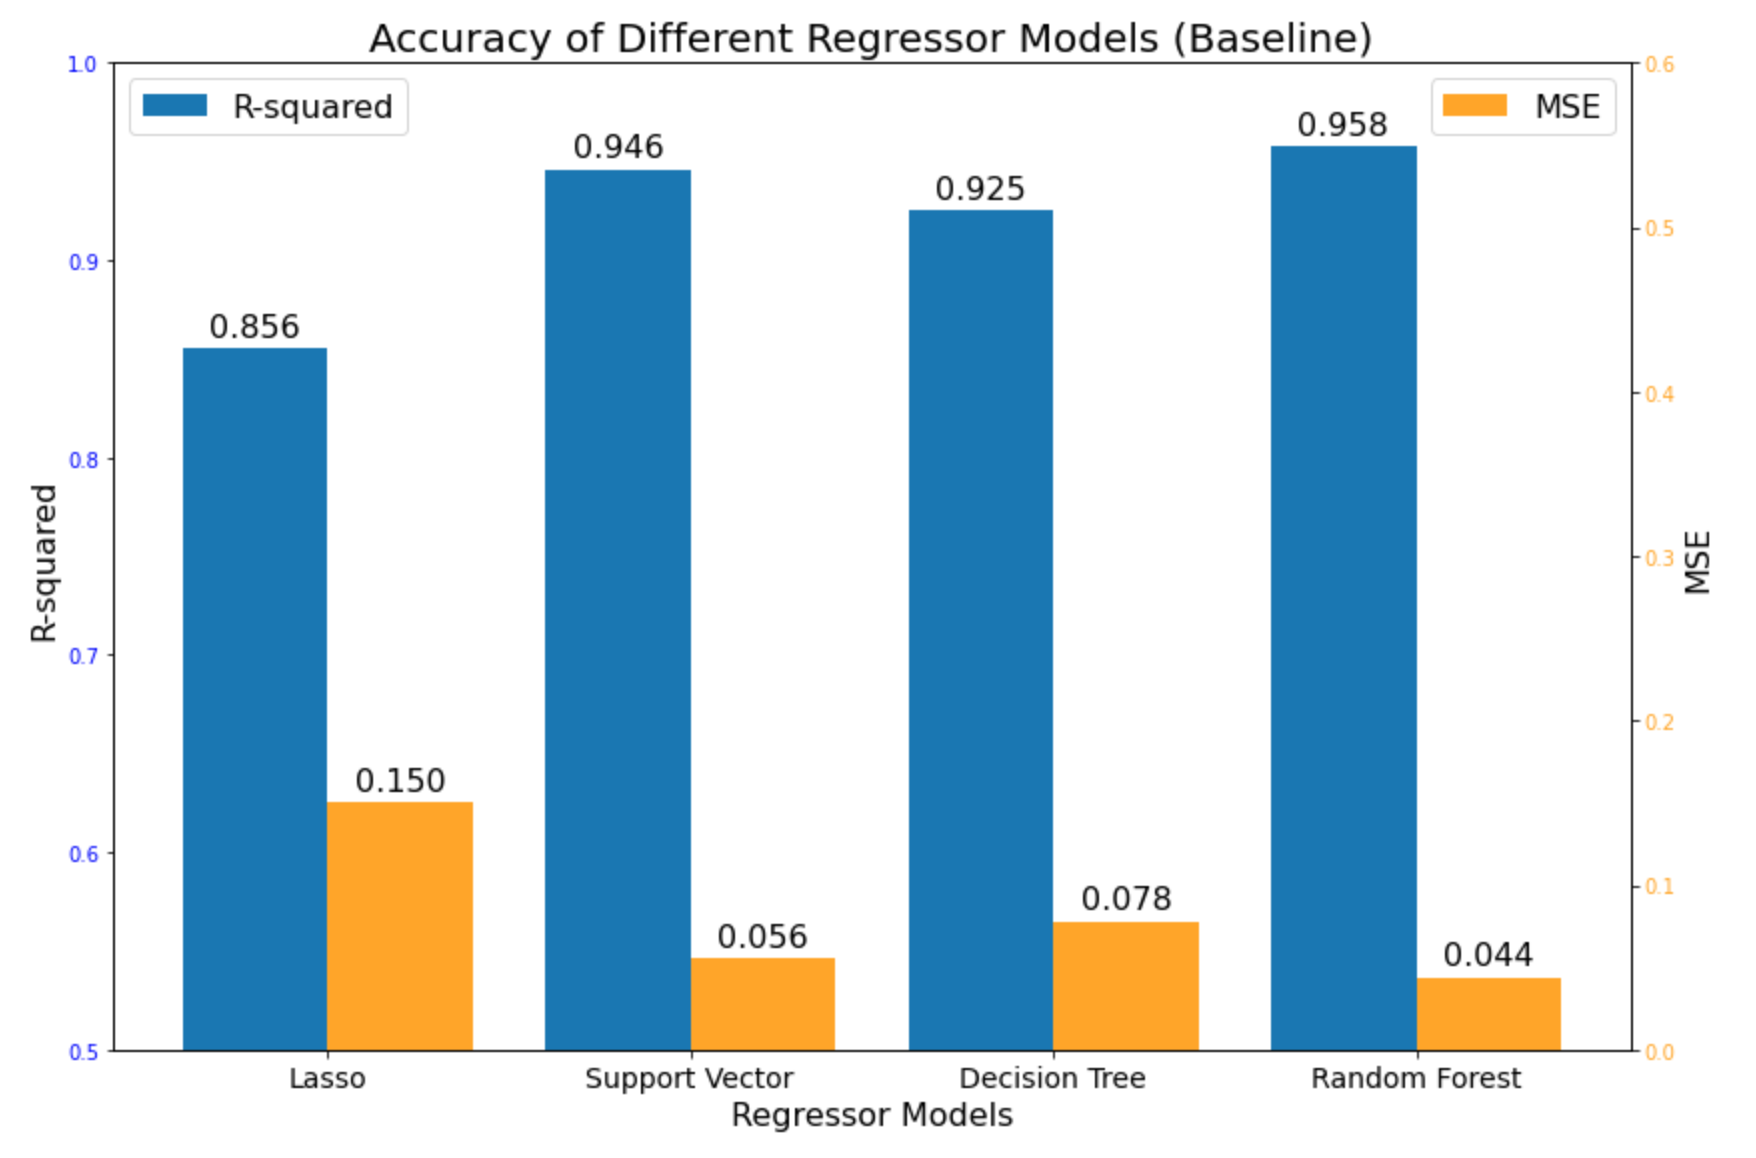 Accuracy of Different Regressor Models (Baseline)
R-squared
MSE
1.0
0.9
0.8
0.7
0.6
0.5
R-squared
0.856
0.946
0.925
0.958
0.150
0.056
0.078
0.044
0.6
0.5
0.4
0.3
0.2
0.1
0.0
MSE
Lasso
Support Vector
Decision Tree
Random Forest
Regressor Models